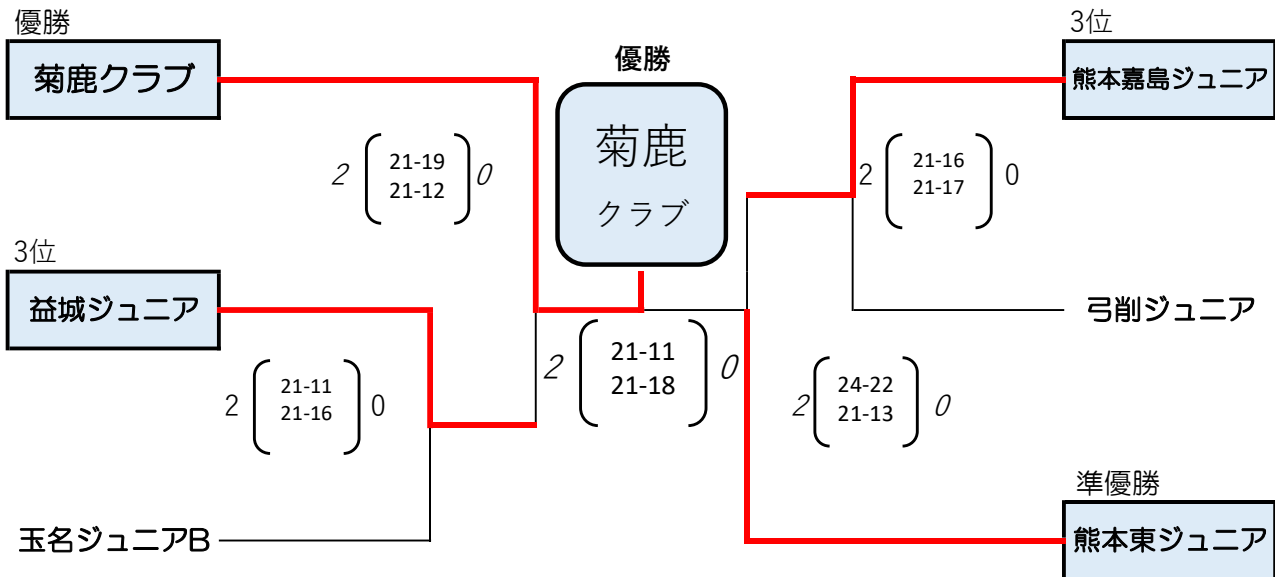 優勝
菊鹿クラブ
優勝
菊鹿
クラブ
3位
熊本嘉島ジュニア
2
21-19
21-12
0
2
21-16
21-17
0
3位
益城ジュニア
弓削ジュニア
2
21-11
21-16
0
2
21-11
21-18
0
2
24-22
21-13
0
玉名ジュニアB
準優勝
熊本東ジュニア